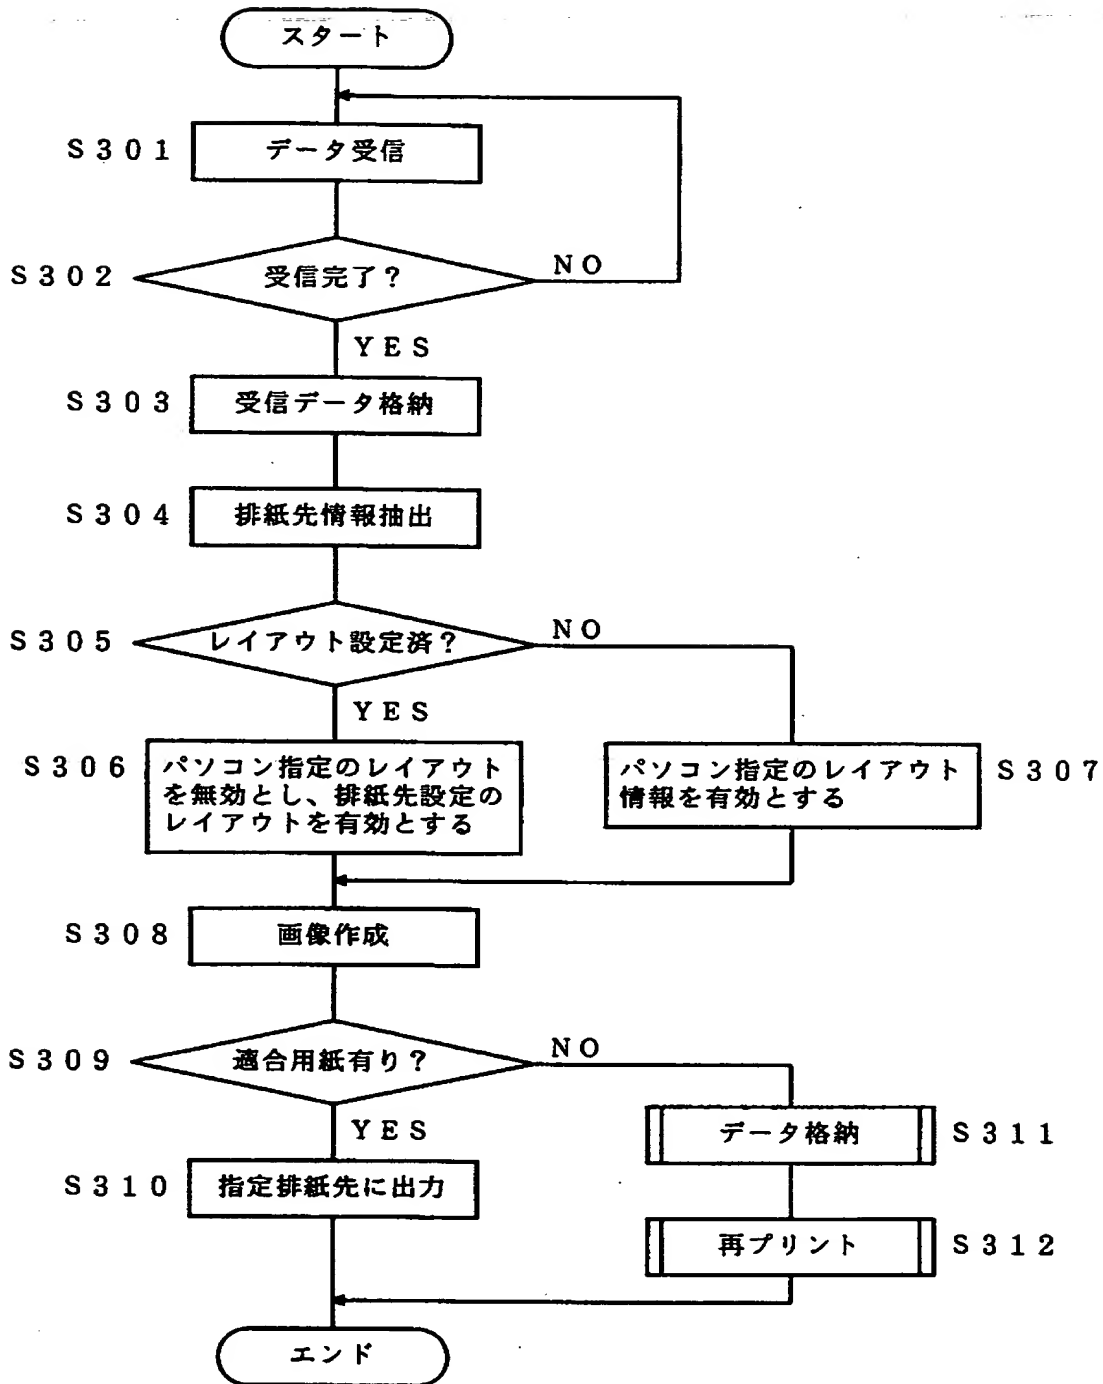 スタート
S301
データ受信
S302
受信完了?
NO
YES
S303
受信データ格納
S304
排紙先情報抽出
S305
レイアウト設定済?
NO
YES
S306
パソコン指定のレイアウト
を無効とし、排紙先設定の
レイアウトを有効とする
パソコン指定のレイアウト
情報を有効とする
S307
S308
画像作成
S309
適合用紙有り?
NO
YES
S310
指定排紙先に出力
データ格納
S311
再プリント
S312
エンド